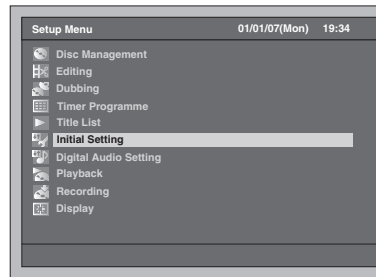 Setup Menu 01/01/07(Mon) 19:34
Disc Management
Editing
Dubbing
Timer Programme
Title List
Initial Setting
Digital Audio Setting
Playback
Recording
Display